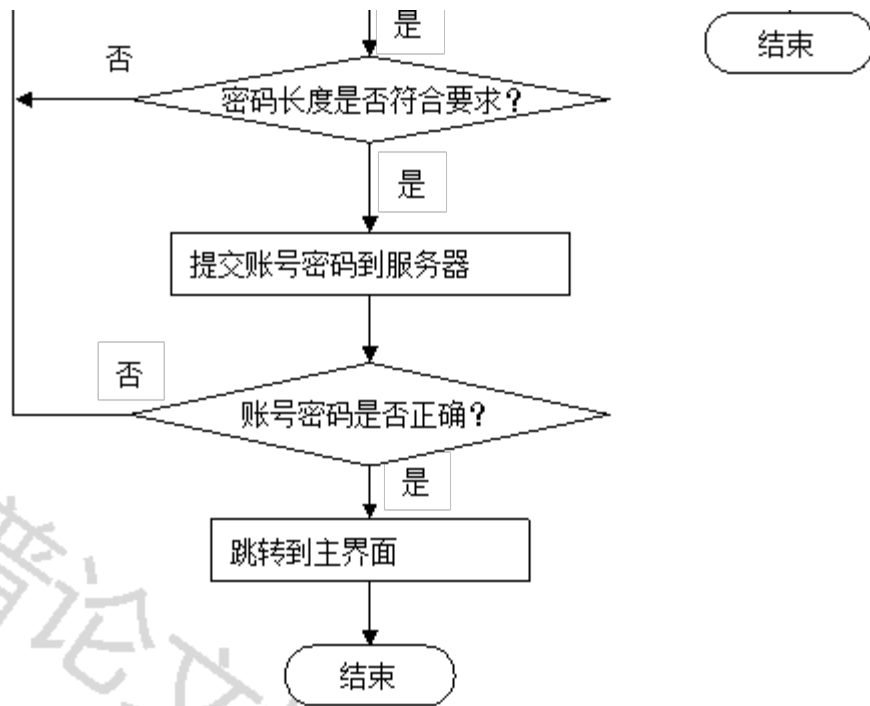 是
结束
否
密码长度是否符合要求？
是
提交账号密码到服务器
否
账号密码是否正确？
是
跳转到主界面
结束
论文